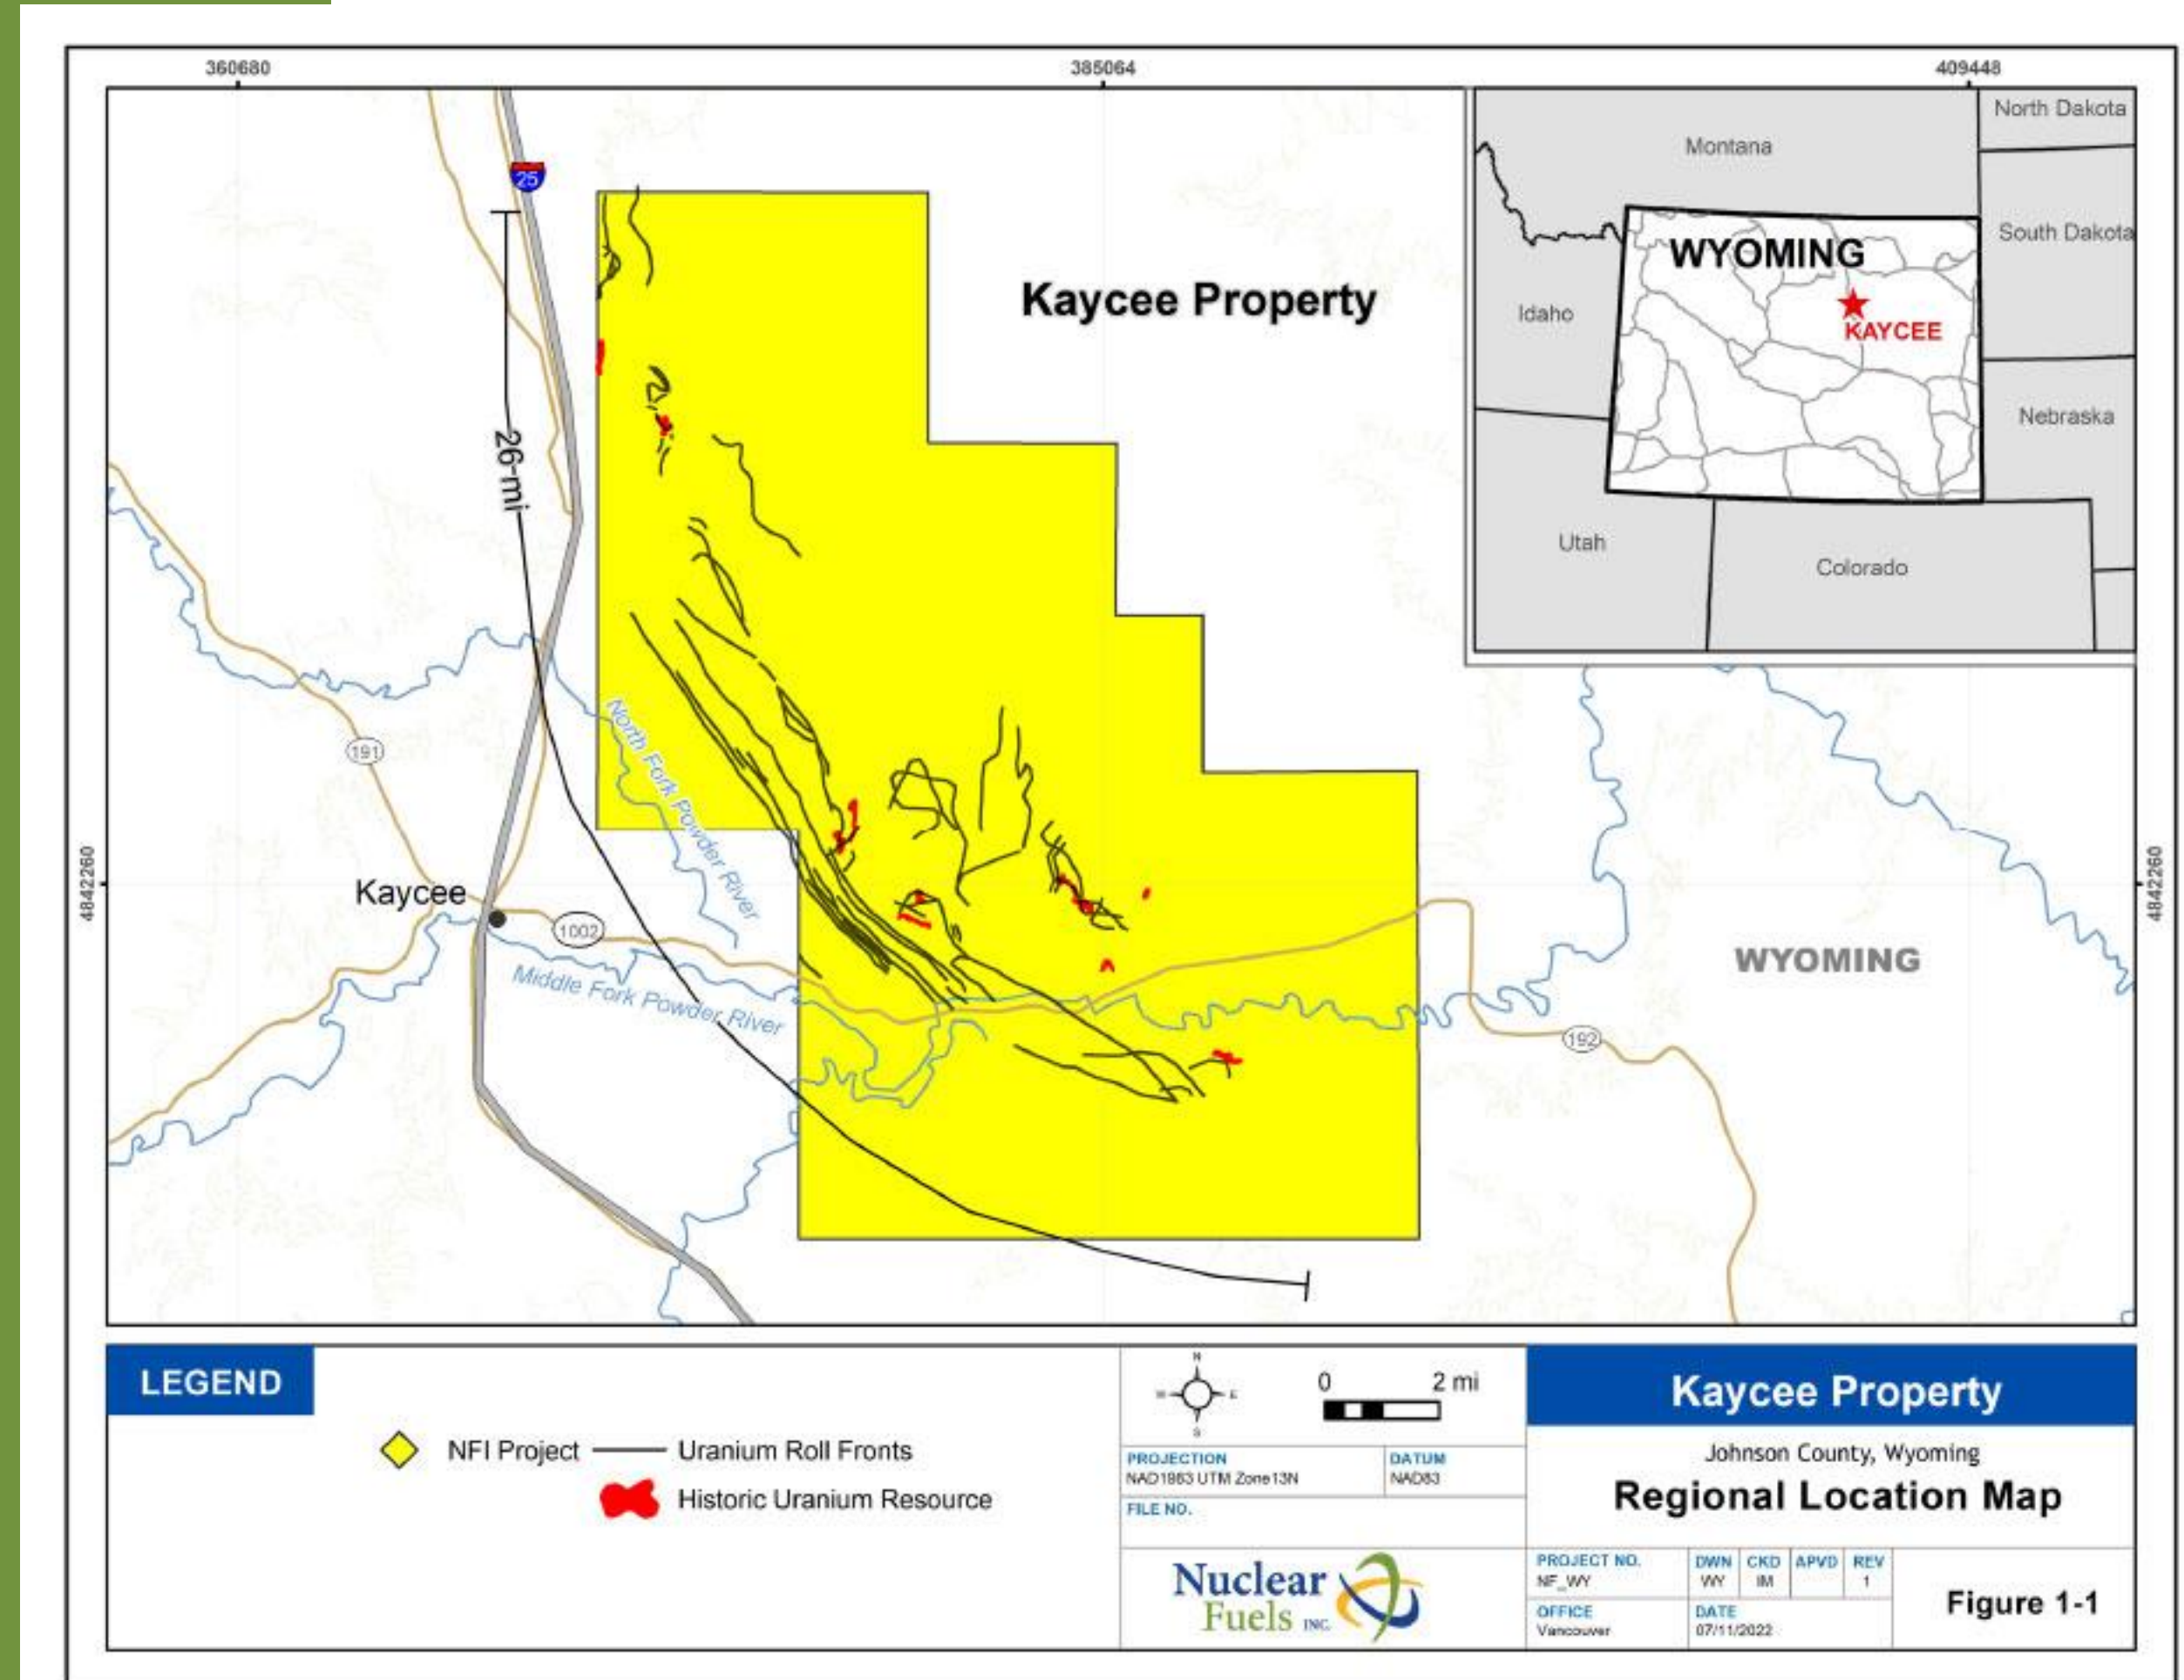 360680
385064
409448
4842260
4842260
25
26-mi
Kaycee Property
191
North Fork Powder River
Kaycee
1002
Middle Fork Powder River
192
WYOMING
Montana
North Dakota
South Dakota
WYOMING
Idaho
KAYCEE
Nebraska
Utah
Colorado
LEGEND
NFI Project
Uranium Roll Fronts
Historic Uranium Resource
N
E
S
0 2 mi
PROJECTION
NAD1983 UTM Zone13N
DATUM
NAD83
FILE NO.
Nuclear
Fuels INC.
Kaycee Property
Johnson County, Wyoming
Regional Location Map
PROJECT NO.
NF_WY
DWN
WY
CKD
IM
APVD
REV
1
OFFICE
Vancouver
DATE
07/11/2022
Figure 1-1